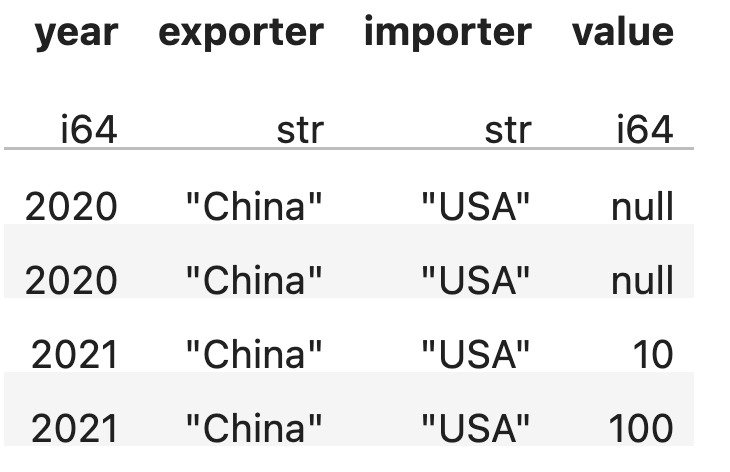 year exporter importer value
i64 str str i64
2020 "China" "USA" null
2020 "China" "USA" null
2021 "China" "USA" 10
2021 "China" "USA" 100